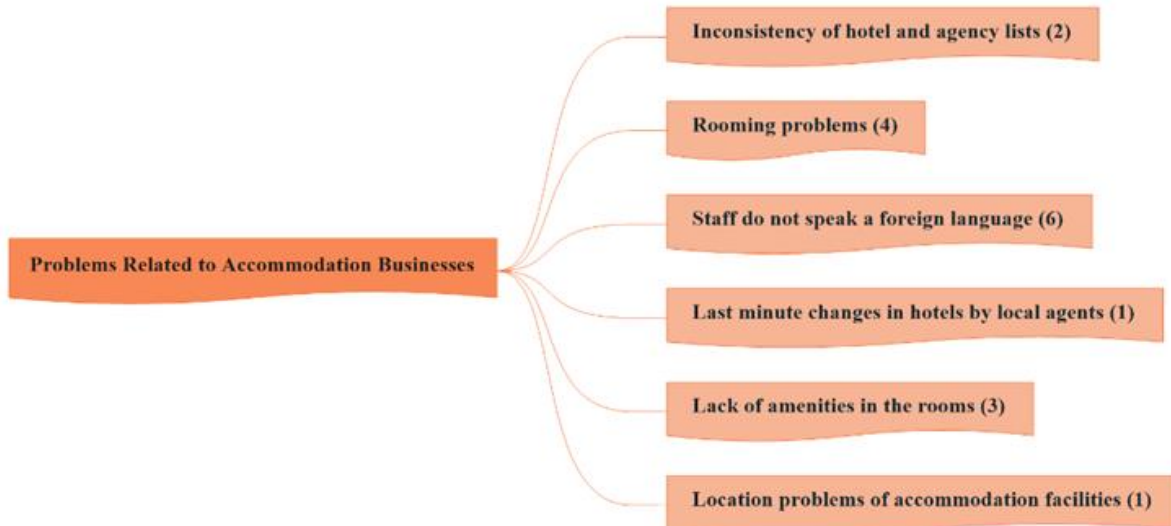 Problems Related to Accommodation Businesses
Inconsistency of hotel and agency lists (2)
Rooming problems (4)
Staff do not speak a foreign language (6)
Last minute changes in hotels by local agents (1)
Lack of amenities in the rooms (3)
Location problems of accommodation facilities (1)